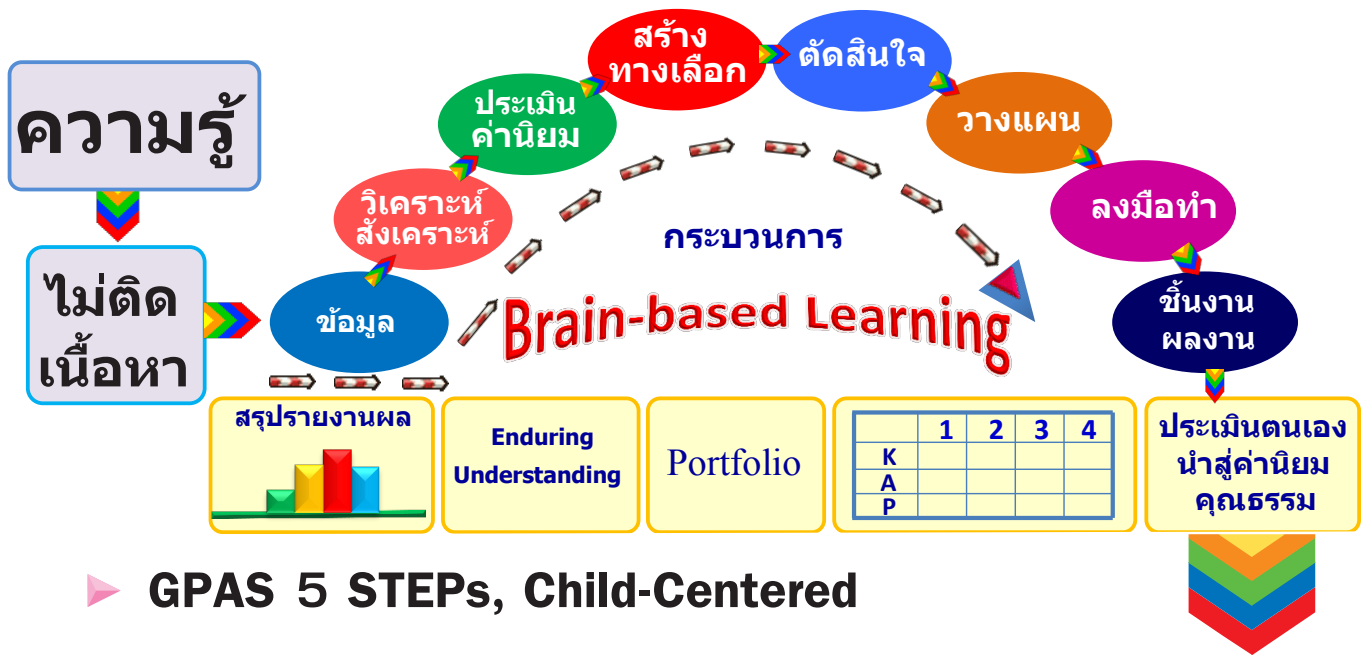 ความรู้
ไม่ติด
เนื้อหา
ข้อมูล
วิเคราะห์
สังเคราะห์
ประเมิน
ค่านิยม
สร้าง
ทางเลือก
ตัดสินใจ
วางแผน
ลงมือทำ
ชิ้นงาน
ผลงาน
กระบวนการ
Brain-based Learning
สรุปรายงานผล
Enduring
Understanding
Portfolio
1 2 3 4
K
A
P
ประเมินตนเอง
นำสู่ค่านิยม
คุณธรรม
GPAS 5 STEPs, Child-Centered